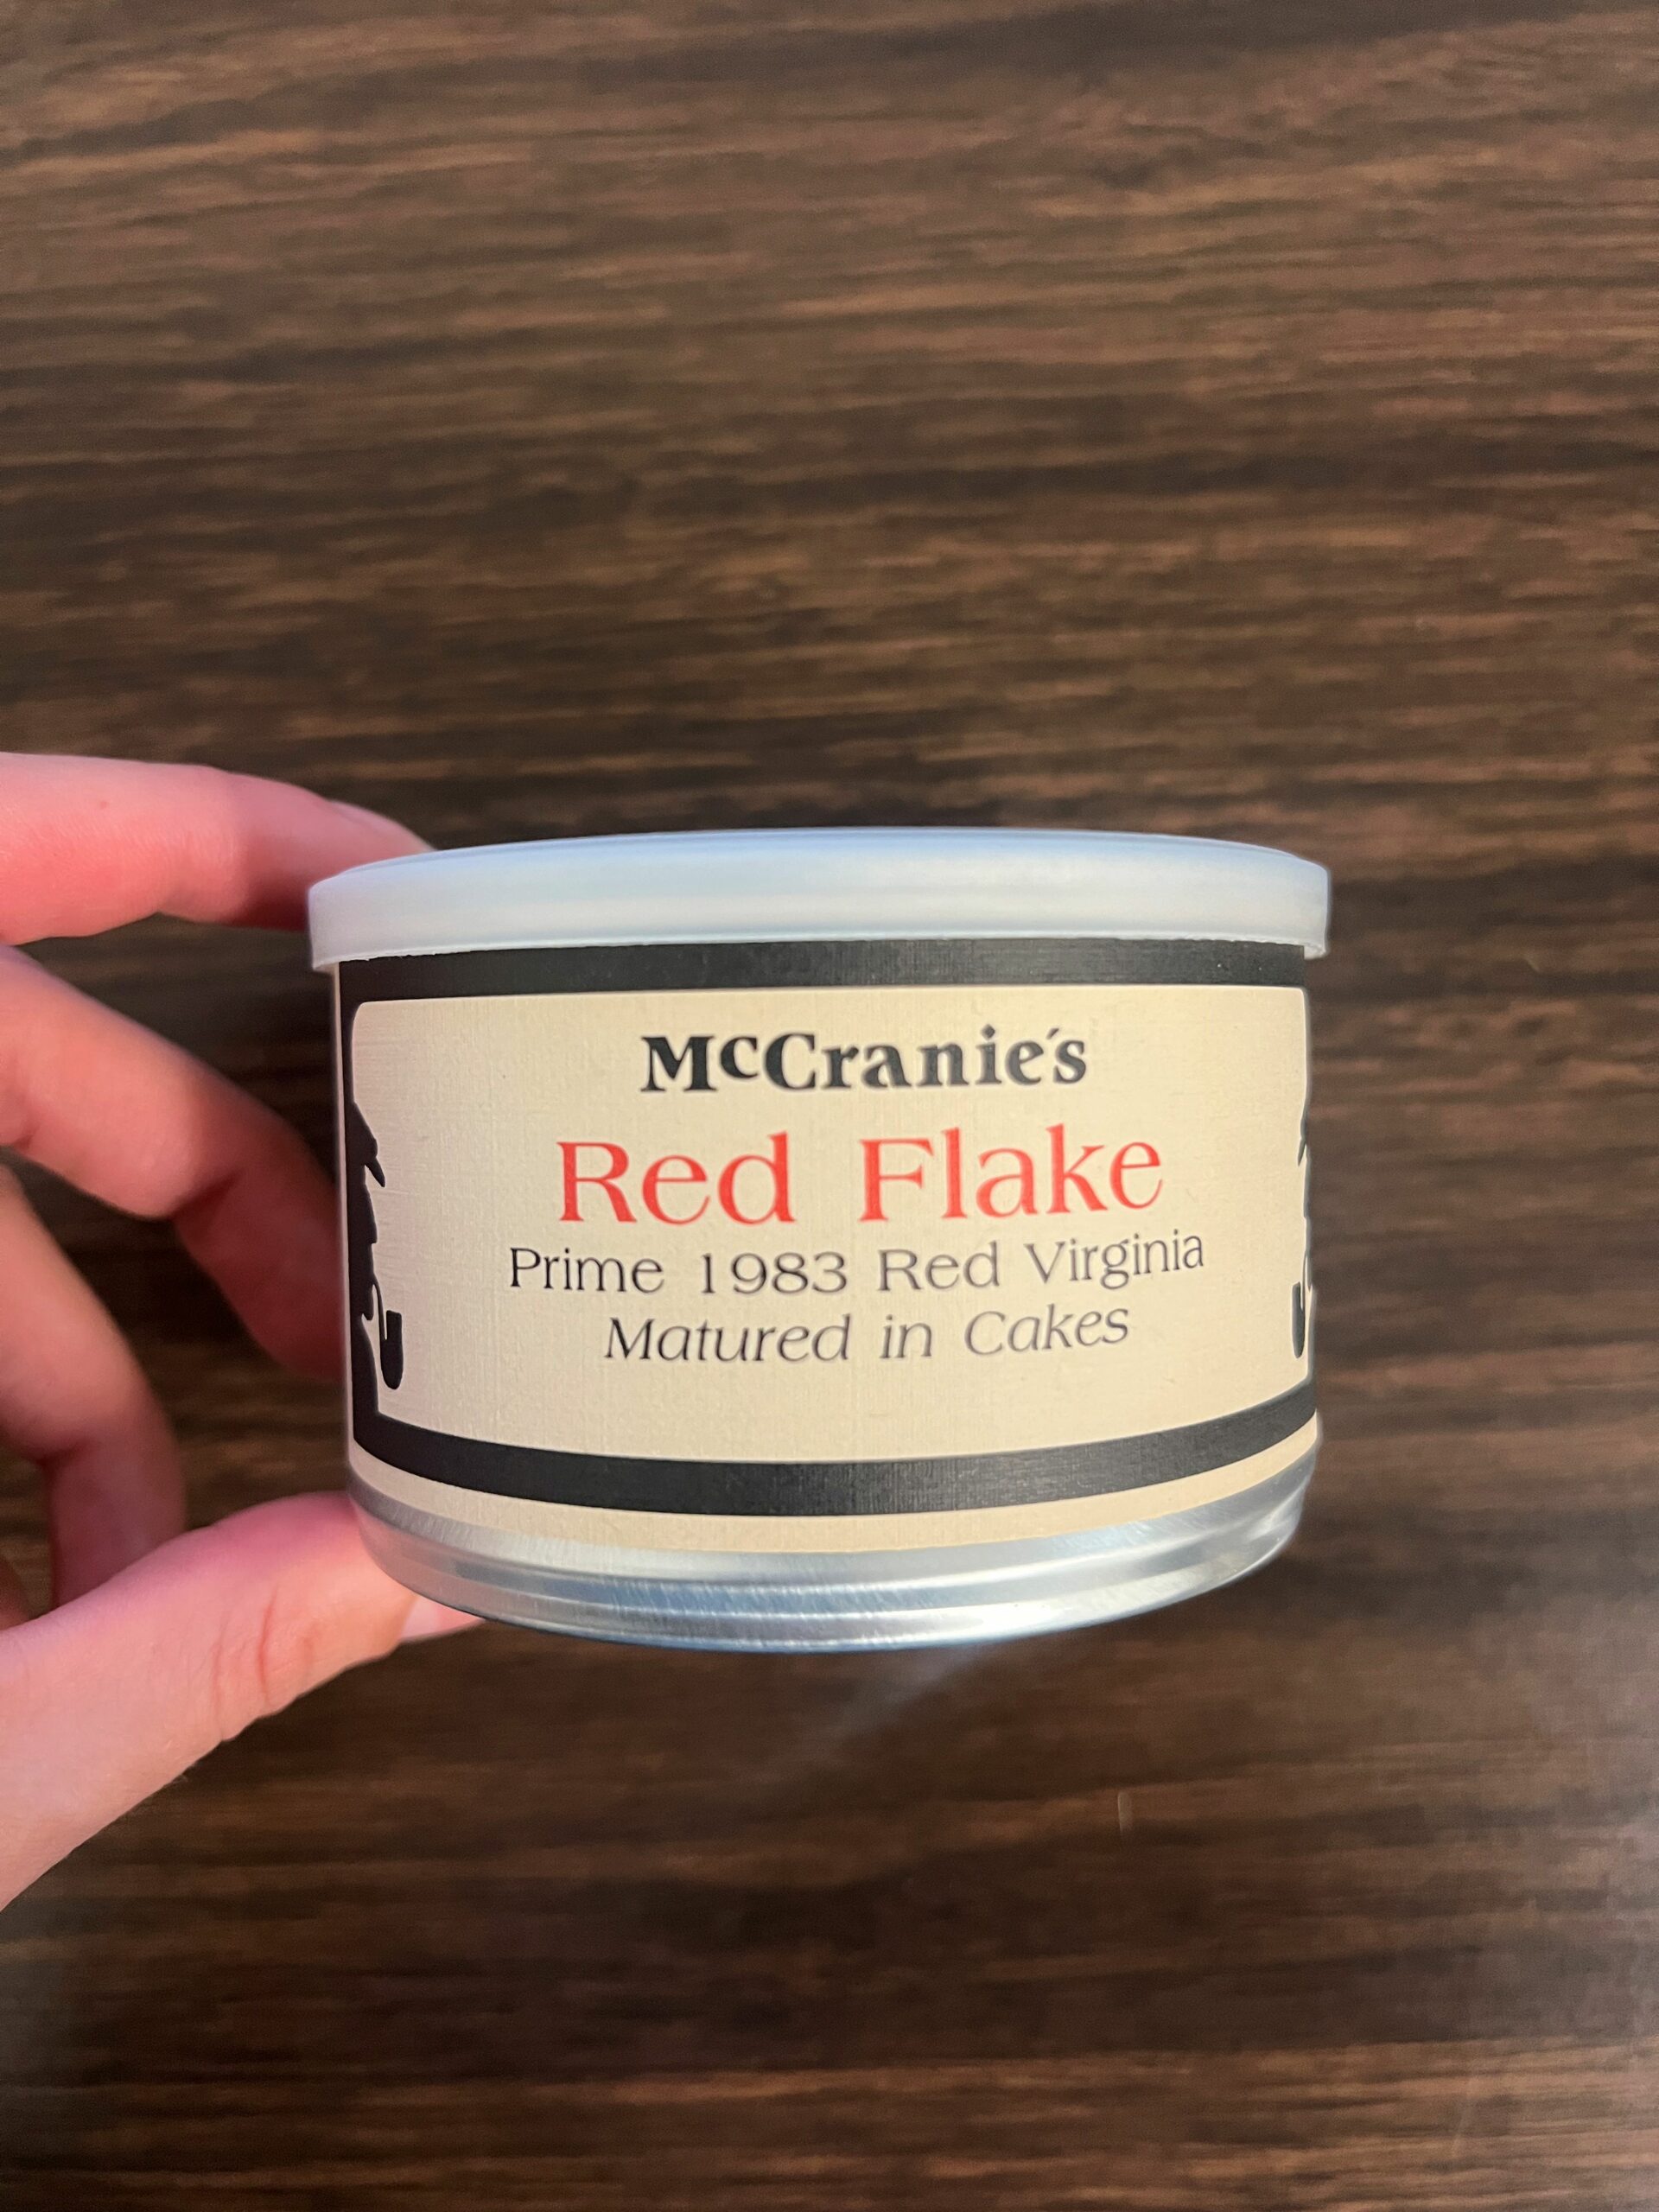 McCranie's
Red Flake
Prime 1983 Red Virginia
Matured in Cakes